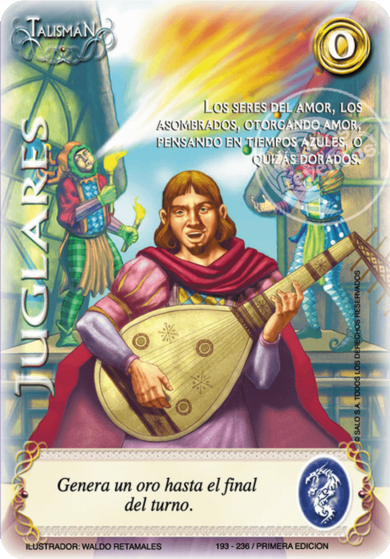 TALISMÁN
0
LOS SERES DEL AMOR, LOS
ASOMBRADOS, OTORGANDO AMOR,
PENSANDO EN TIEMPOS AZULES, O
QUIZÁS DORADOS.
JUGLARES
© SALO S.A. TODOS LOS DERECHOS RESERVADOS
Genera un oro hasta el final
del turno.
ILUSTRADOR: WALDO RETAMALES 193 - 236 / PRIMERA EDICION